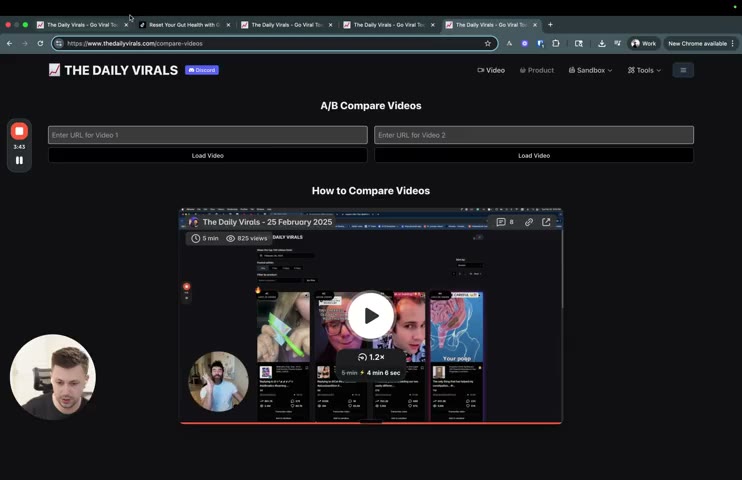 The Daily Virals - Go Viral Too
Reset Your Gut Health with G
The Daily Virals - Go Viral Too
The Daily Virals - Go Viral Too
The Daily Virals - Go Viral Too
https://www.thedailyvirals.com/compare-videos
Work
New Chrome available
THE DAILY VIRALS
Discord
Video
Product
Sandbox
Tools
A/B Compare Videos
Enter URL for Video 1
Enter URL for Video 2
Load Video
Load Video
3:43
How to Compare Videos
The Daily Virals - 25 February 2025
8
5 min
825 views
DAILY VIRALS
1.2×
5 min ⚡ 4 min 6 sec
Your poop